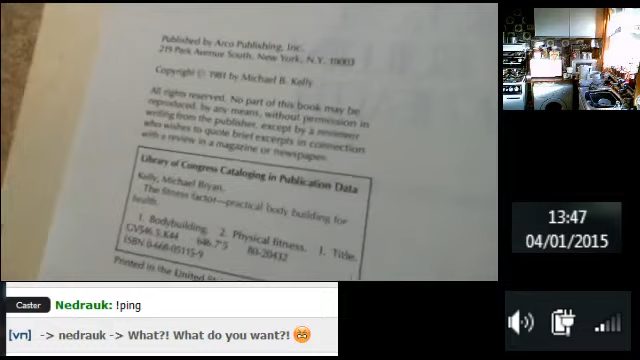 Published by Arco Publishing, Inc.
219 Park Avenue South, New York, N.Y. 10003
Copyright © 1981 by Michael B. Kelly
All rights reserved. No part of this book may be
reproduced, by any means, without permission in
writing from the publisher, except by a reviewer
who wishes to quote brief excerpts in connection
with a review in a magazine or newspaper.
Library of Congress Cataloging in Publication Data
Kelly, Michael Bryan.
The fitness factor—practical body building for
health.
1. Bodybuilding. 2. Physical fitness. 1. Title.
GV546.5.K44 646.7'5 80-20432
ISBN 0-668-05115-9
Printed in the United
13:47
04/01/2015
Caster Nedrauk: !ping
[vn] -> nedrauk -> What?! What do you want?!